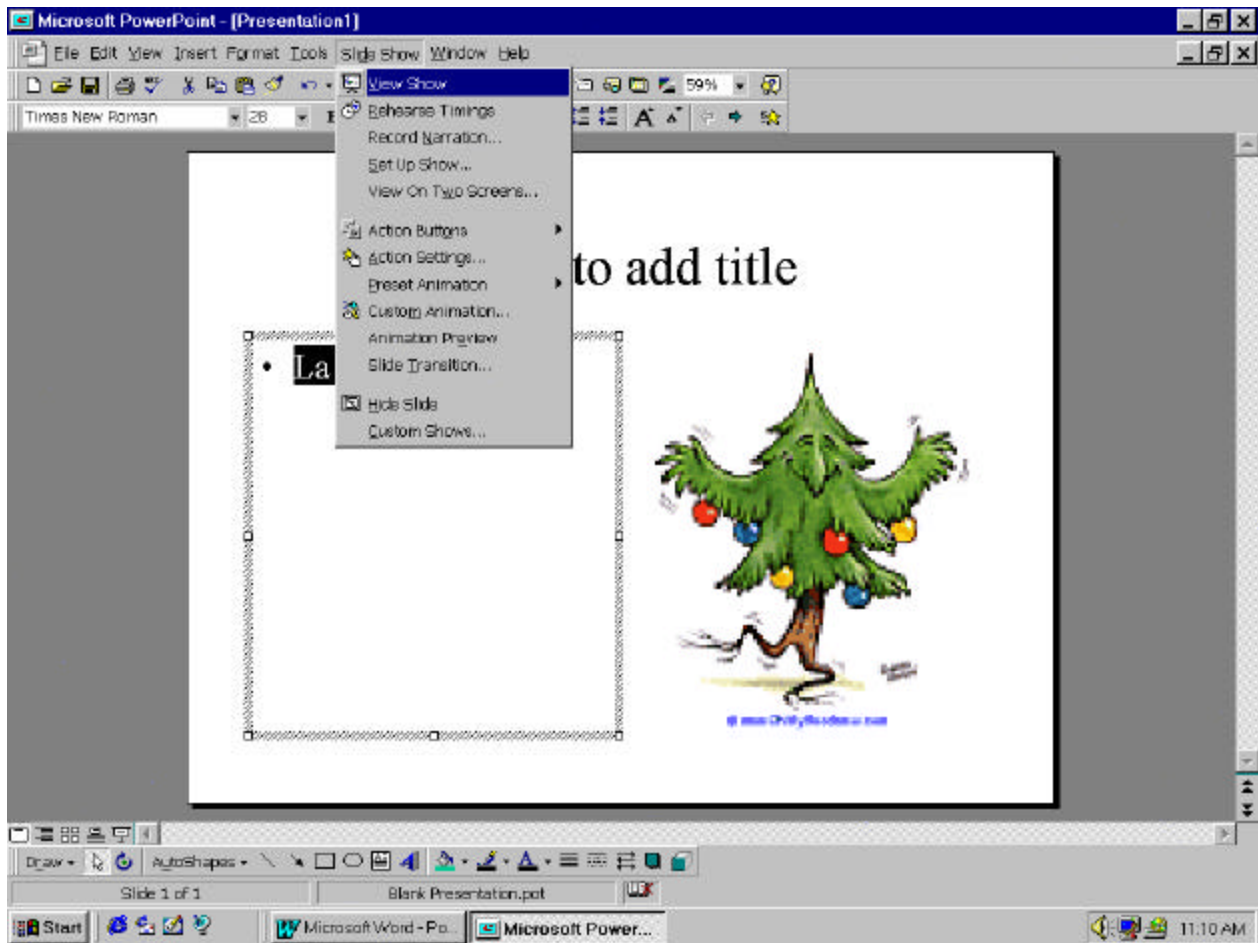 Microsoft PowerPoint - [Presentation1]
File Edit View Insert Format Tools Slide Show Window Help
59%
Times New Roman 28
View Show
Rehearse Timings
Record Narration...
Set Up Show...
View On Two Screens...
Action Buttons
Action Settings...
Preset Animation
Custom Animation...
Animation Preview
Slide Transition...
Hide Slide
Custom Shows...
to add title
• La
Draw AutoShapes
Slide 1 of 1 Blank Presentation.pot
Start Microsoft Word - Po... Microsoft Power... 11:10 AM